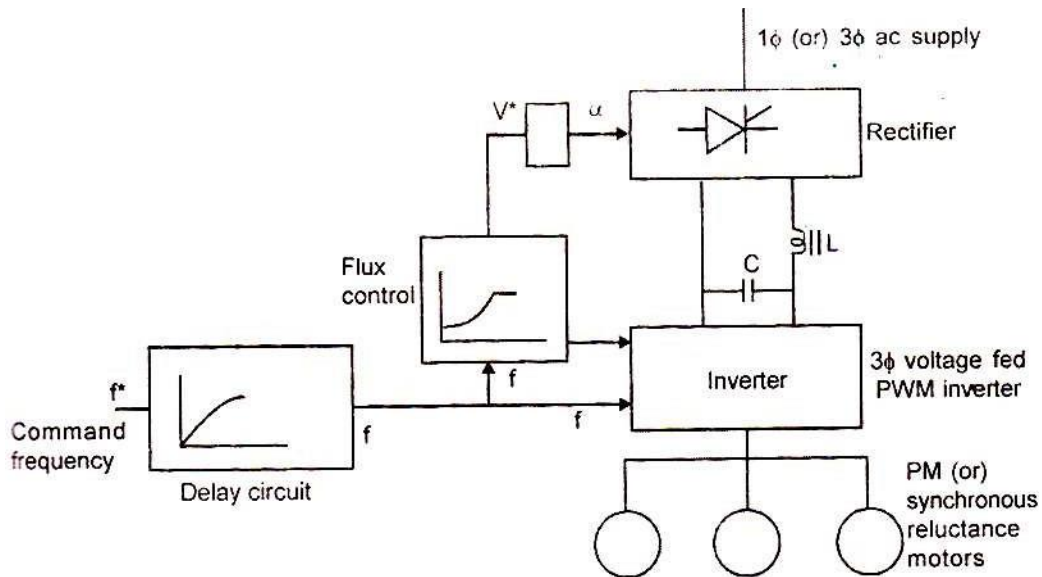 1ϕ (or) 3ϕ ac supply
V*
α
Rectifier
Flux
control
C
L
f*
Command
frequency
Delay circuit
f
f
f
Inverter
3ϕ voltage fed
PWM inverter
PM (or)
synchronous
reluctance
motors